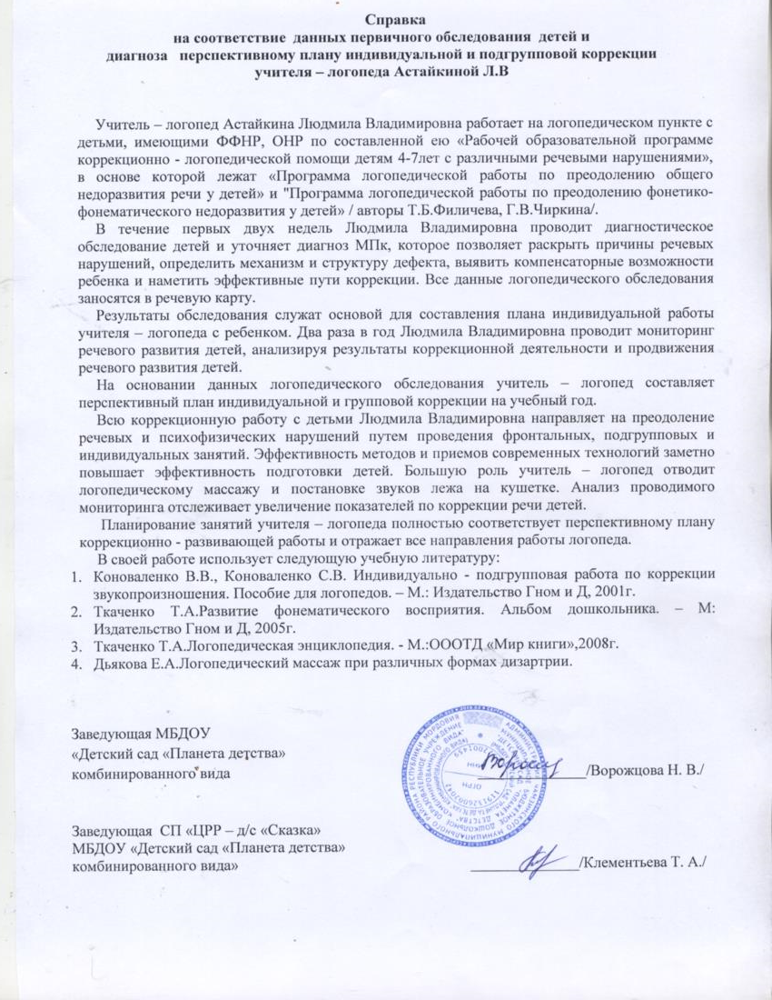 Справка
на соответствие данных первичного обследования детей и
диагноза перспективному плану индивидуальной и подгрупповой коррекции
учителя – логопеда Астайкиной Л.В
Учитель – логопед Астайкина Людмила Владимировна работает на логопедическом пункте с
детьми, имеющими ФФНР, ОНР по составленной ею «Рабочей образовательной программе
коррекционно - логопедической помощи детям 4-7лет с различными речевыми нарушениями»,
в основе которой лежат «Программа логопедической работы по преодолению общего
недоразвития речи у детей» и "Программа логопедической работы по преодолению фонетико-
фонематического недоразвития у детей» / авторы Т.Б.Филичева, Г.В.Чиркина/.
В течение первых двух недель Людмила Владимировна проводит диагностическое
обследование детей и уточняет диагноз МПк, которое позволяет раскрыть причины речевых
нарушений, определить механизм и структуру дефекта, выявить компенсаторные возможности
ребенка и наметить эффективные пути коррекции. Все данные логопедического обследования
заносятся в речевую карту.
Результаты обследования служат основой для составления плана индивидуальной работы
учителя – логопеда с ребенком. Два раза в год Людмила Владимировна проводит мониторинг
речевого развития детей, анализируя результаты коррекционной деятельности и продвижения
речевого развития детей.
На основании данных логопедического обследования учитель – логопед составляет
перспективный план индивидуальной и групповой коррекции на учебный год.
Всю коррекционную работу с детьми Людмила Владимировна направляет на преодоление
речевых и психофизических нарушений путем проведения фронтальных, подгрупповых и
индивидуальных занятий. Эффективность методов и приемов современных технологий заметно
повышает эффективность подготовки детей. Большую роль учитель – логопед отводит
логопедическому массажу и постановке звуков лежа на кушетке. Анализ проводимого
мониторинга отслеживает увеличение показателей по коррекции речи детей.
Планирование занятий учителя – логопеда полностью соответствует перспективному плану
коррекционно - развивающей работы и отражает все направления работы логопеда.
В своей работе использует следующую учебную литературу:
1. Коноваленко В.В., Коноваленко С.В. Индивидуально - подгрупповая работа по коррекции
звукопроизношения. Пособие для логопедов. – М.: Издательство Гном и Д, 2001г.
2. Ткаченко Т.А.Развитие фонематического восприятия. Альбом дошкольника. – М:
Издательство Гном и Д, 2005г.
3. Ткаченко Т.А.Логопедическая энциклопедия. - М.:ОООТД «Мир книги»,2008г.
4. Дьякова Е.А.Логопедический массаж при различных формах дизартрии.
Заведующая МБДОУ
«Детский сад «Планета детства»
комбинированного вида
/Ворожцова Н. В./
Заведующая СП «ЦРР – д/с «Сказка»
МБДОУ «Детский сад «Планета детства»
комбинированного вида»
/Клементьева Т. А./